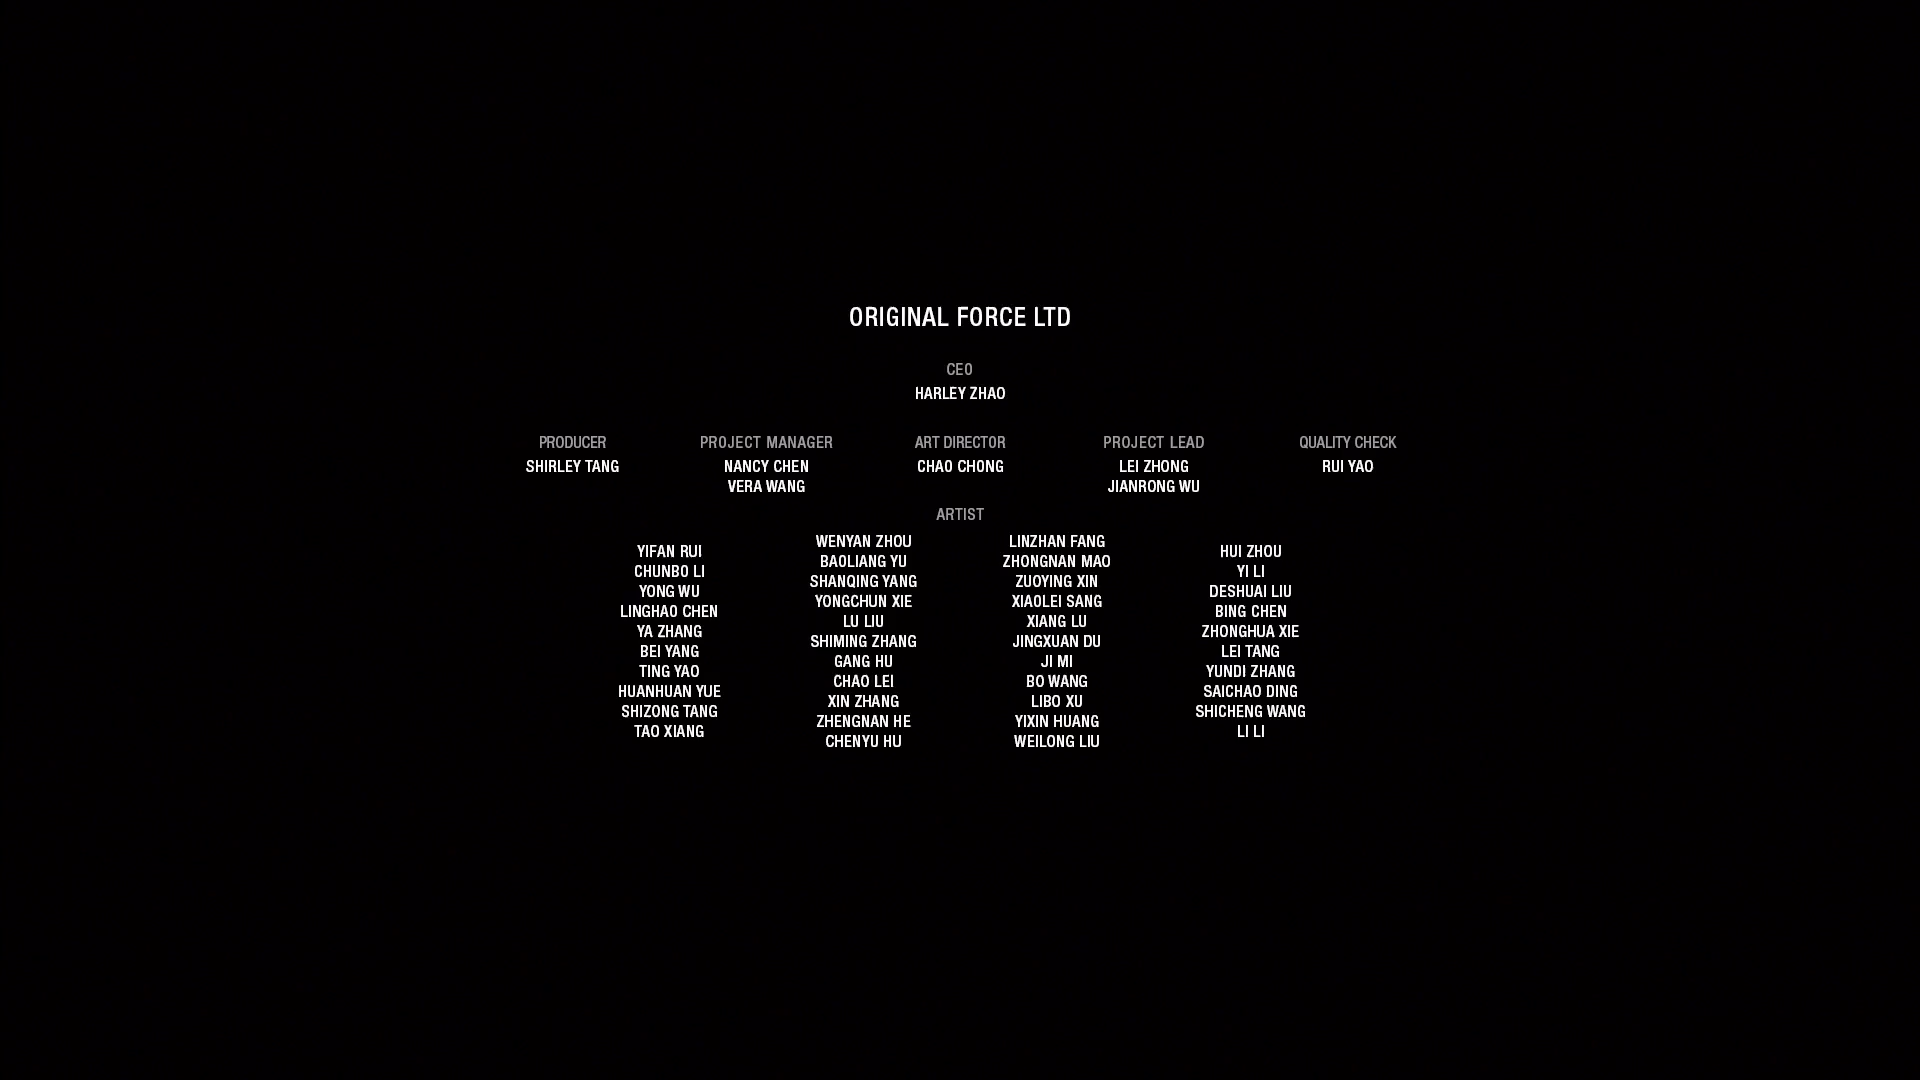 ORIGINAL FORCE LTD
CEO
HARLEY ZHAO
PRODUCER
SHIRLEY TANG
PROJECT MANAGER
NANCY CHEN
VERA WANG
ART DIRECTOR
CHAO CHONG
PROJECT LEAD
LEI ZHONG
JIANRONG WU
QUALITY CHECK
RUI YAO
ARTIST
YIFAN RUI
CHUNBO LI
YONG WU
LINGHAO CHEN
YA ZHANG
BEI YANG
TING YAO
HUANHUAN YUE
SHIZONG TANG
TAO XIANG
WENYAN ZHOU
BAOLIANG YU
SHANQING YANG
YONGCHUN XIE
LU LIU
SHIMING ZHANG
GANG HU
CHAO LEI
XIN ZHANG
ZHENGNAN HE
CHENYU HU
LINZHAN FANG
ZHONGNAN MAO
ZUOYING XIN
XIAOLEI SANG
XIANG LU
JINGXUAN DU
JI MI
BO WANG
LIBO XU
YIXIN HUANG
WEILONG LIU
HUI ZHOU
YI LI
DESHUAI LIU
BING CHEN
ZHONGHUA XIE
LEI TANG
YUNDI ZHANG
SAICHAO DING
SHICHENG WANG
LI LI